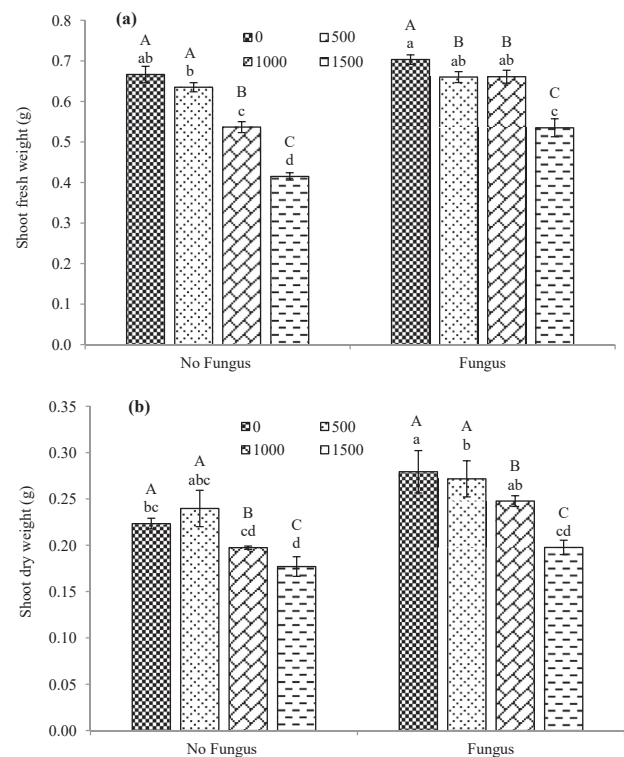 (a)
0 500
1000 1500
Shoot fresh weight (g)
0.8
0.7
0.6
0.5
0.4
0.3
0.2
0.1
0.0
A A B C A B B C
ab b c d a ab ab c
No Fungus Fungus
(b)
0 500
1000 1500
Shoot dry weight (g)
0.35
0.30
0.25
0.20
0.15
0.10
0.05
0.00
A A B C A A B C
bc abc cd d a b ab cd
No Fungus Fungus